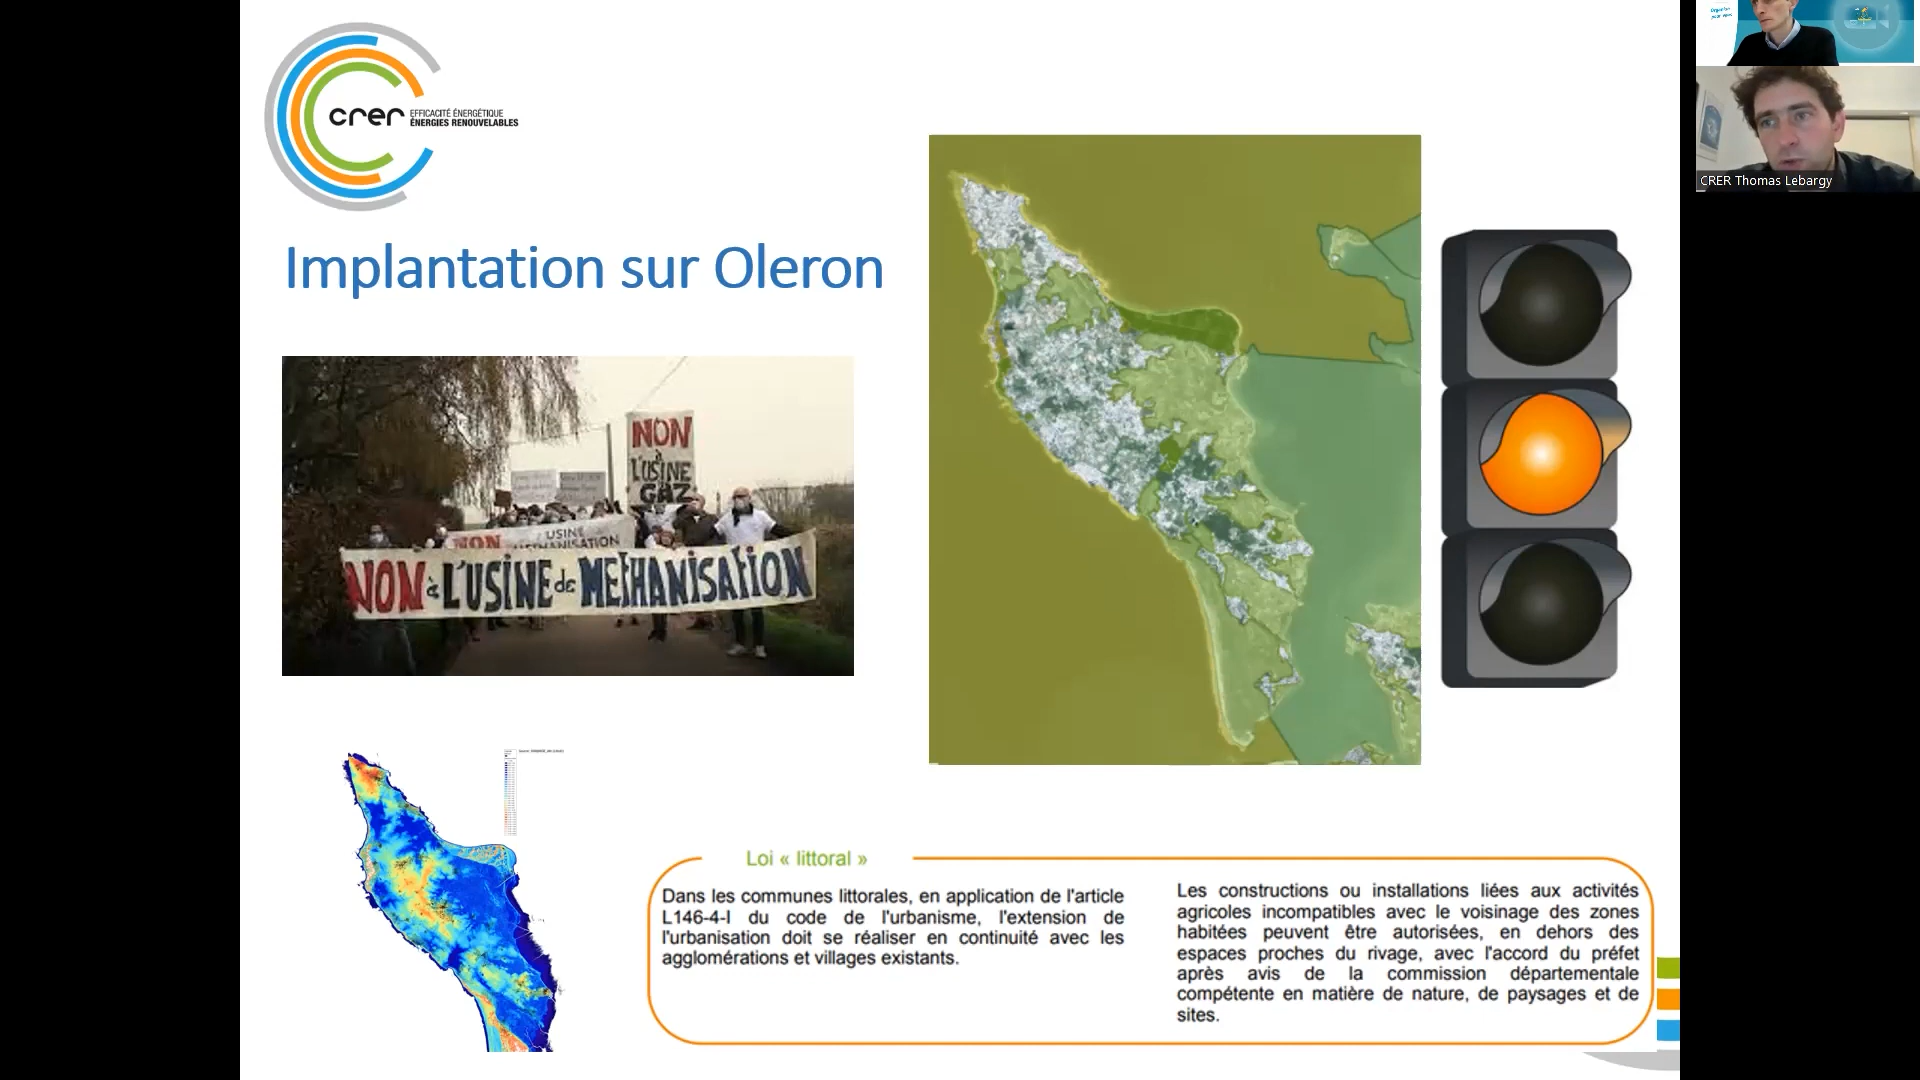 crer
EFFICACITÉ ÉNERGÉTIQUE
ÉNERGIES RENOUVELABLES
CRER Thomas Lebargy
Implantation sur Oleron
NON
à
L'USINE
GAZ
NON
USINE
NON à L'USINE de METHANISATION
Loi « littoral »
Dans les communes littorales, en application de l'article
L146-4-I du code de l'urbanisme, l'extension de
l'urbanisation doit se réaliser en continuité avec les
agglomérations et villages existants.
Les constructions ou installations liées aux activités
agricoles incompatibles avec le voisinage des zones
habitées peuvent être autorisées, en dehors des
espaces proches du rivage, avec l'accord du préfet
après avis de la commission départementale
compétente en matière de nature, de paysages et de
sites.